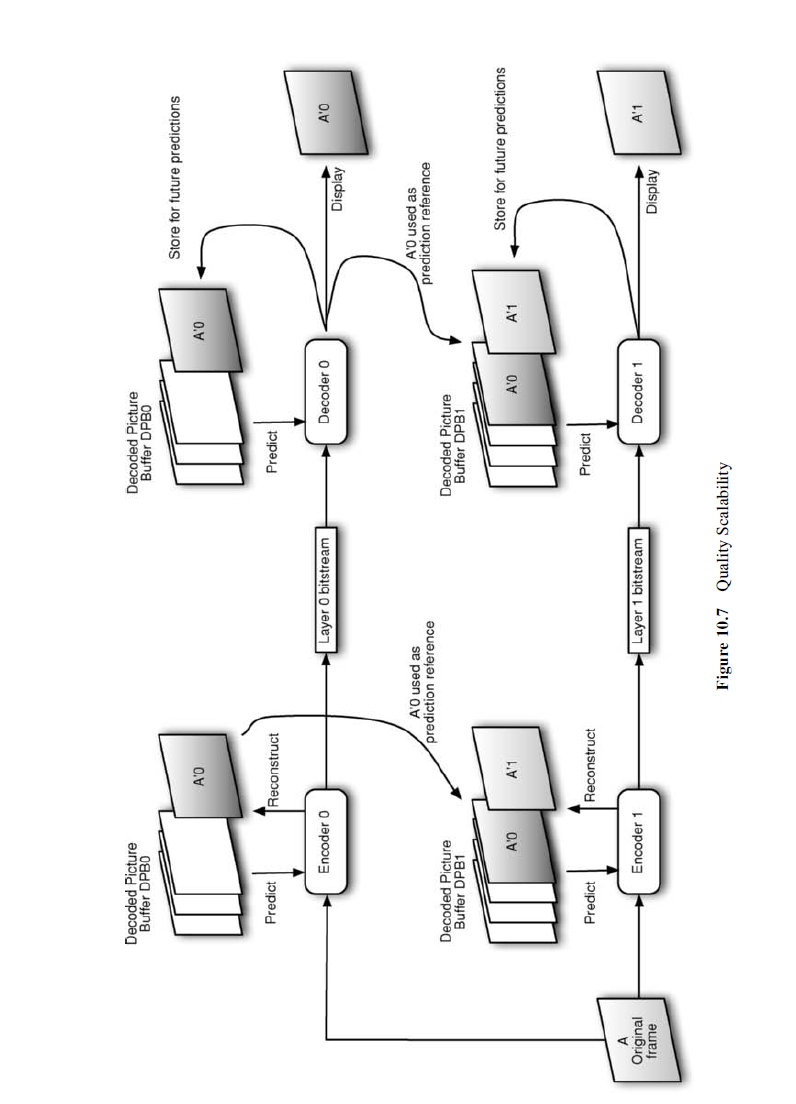 Decoded Picture
Buffer DPB0
Decoded Picture
Buffer DPB0
Store for future predictions
A'0
A'0
Predict
Reconstruct
Predict
Encoder 0
Layer 0 bitstream
Decoder 0
Display
A'0
A'0 used as
prediction reference
A'0 used as
prediction reference
Decoded Picture
Buffer DPB1
Decoded Picture
Buffer DPB1
Store for future predictions
A'0
A'1
A'0
A'1
Predict
Reconstruct
Predict
A
Original
frame
Encoder 1
Layer 1 bitstream
Decoder 1
Display
A'1
Figure 10.7 Quality Scalability